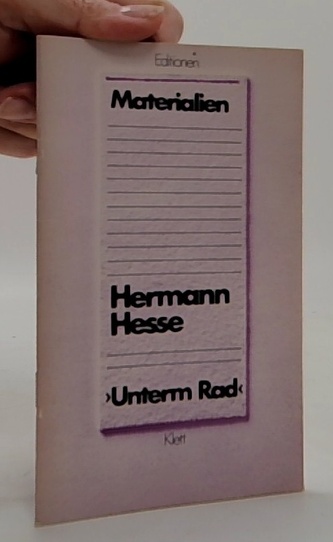 Editionen
Materialien
Hermann
Hesse
›Unterm Rad‹
Klett